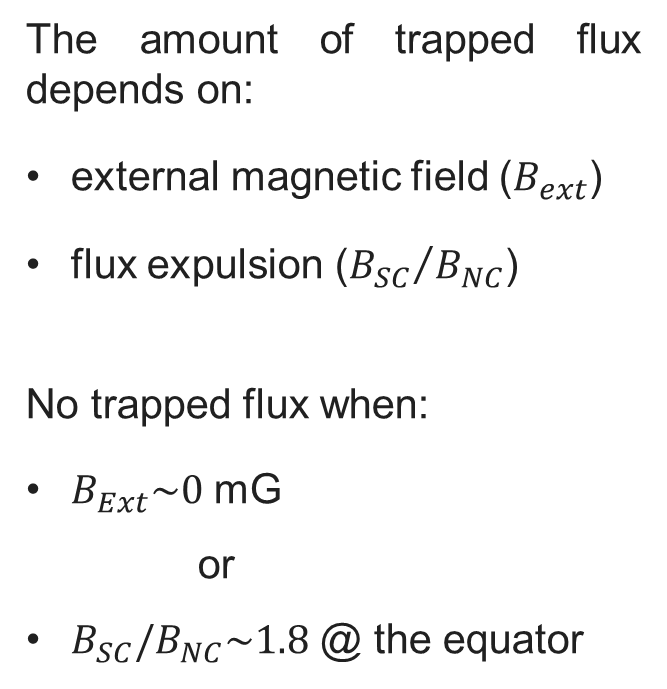 The amount of trapped flux
depends on:
• external magnetic field (B_ext)
• flux expulsion (B_SC/B_NC)
No trapped flux when:
• B_Ext~0 mG
or
• B_SC/B_NC~1.8 @ the equator